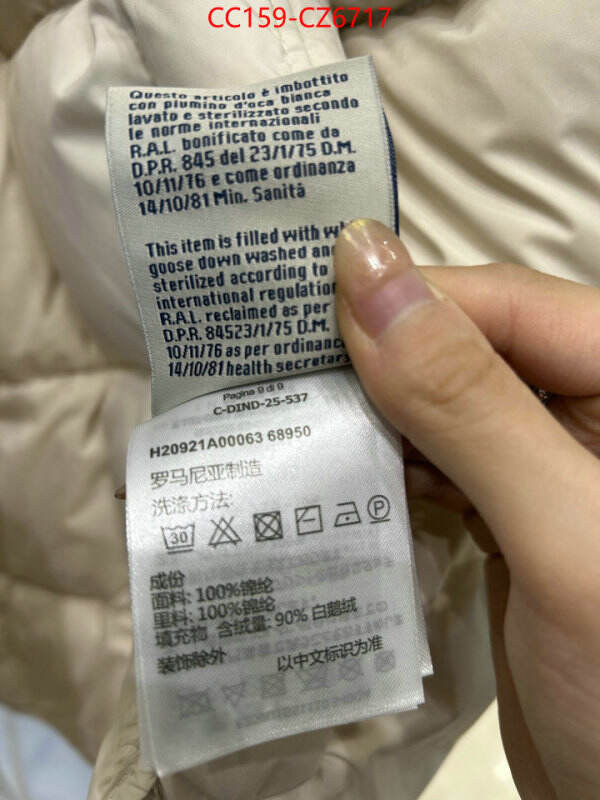 CC159-CZ6717
Questo articolo è imbottito
con piumino d'oca bianca
lavato e sterilizzato secondo
le norme internazionali
R.A.L. bonificato come da
D.P.R. 845 del 23/1/75 D.M.
10/11/76 e come ordinanza
14/10/81 Min. Sanità
This item is filled with
goose down washed
sterilized according to
international
R.A.L. reclaimed as per
D.P.R. 84523/1/75 D.M.
10/11/76 as per
14/10/81 health
Pagina 9 di 9
C-DIND-25-537
H20921A00063 68950
罗马尼亚制造
洗涤方法:
30
P
成份
面料: 100%锦纶
里料: 100%锦纶
填充物 含绒量: 90% 白鹅绒
装饰除外 以中文标识为准